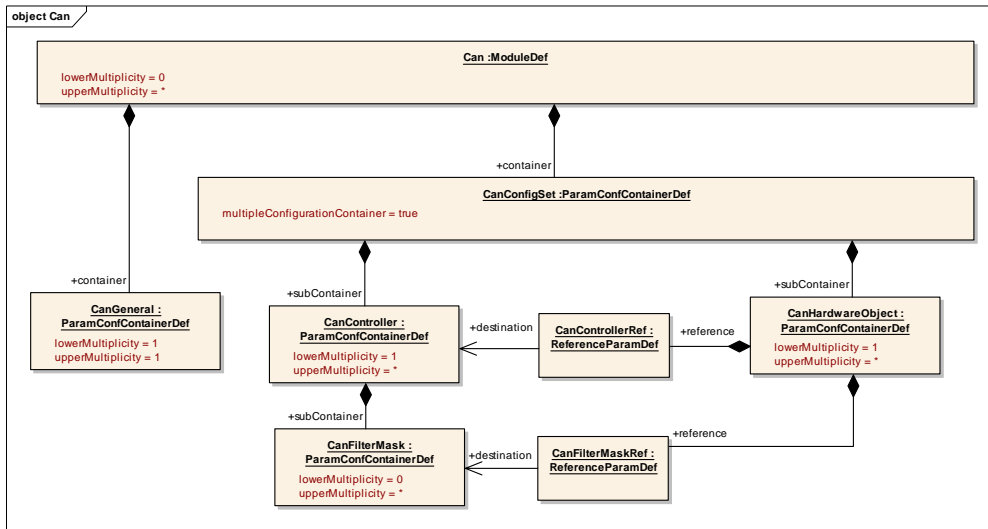 object Can
Can :ModuleDef
lowerMultiplicity = 0
upperMultiplicity = *
+container
CanConfigSet :ParamConfContainerDef
multipleConfigurationContainer = true
+container
CanGeneral :
ParamConfContainerDef
lowerMultiplicity = 1
upperMultiplicity = 1
+subContainer
CanController :
ParamConfContainerDef
lowerMultiplicity = 1
upperMultiplicity = *
+destination
CanControllerRef :
ReferenceParamDef
+reference
+subContainer
CanHardwareObject :
ParamConfContainerDef
lowerMultiplicity = 1
upperMultiplicity = *
+subContainer
CanFilterMask :
ParamConfContainerDef
lowerMultiplicity = 0
upperMultiplicity = *
+destination
CanFilterMaskRef :
ReferenceParamDef
+reference